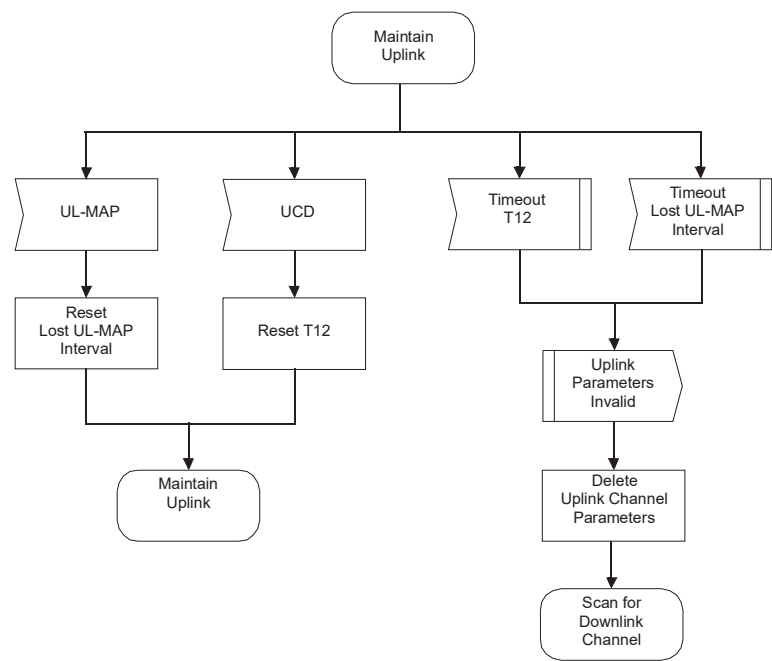 Maintain
Uplink
UL-MAP
UCD
Timeout
T12
Timeout
Lost UL-MAP
Interval
Reset
Lost UL-MAP
Interval
Reset T12
Uplink
Parameters
Invalid
Maintain
Uplink
Delete
Uplink Channel
Parameters
Scan for
Downlink
Channel